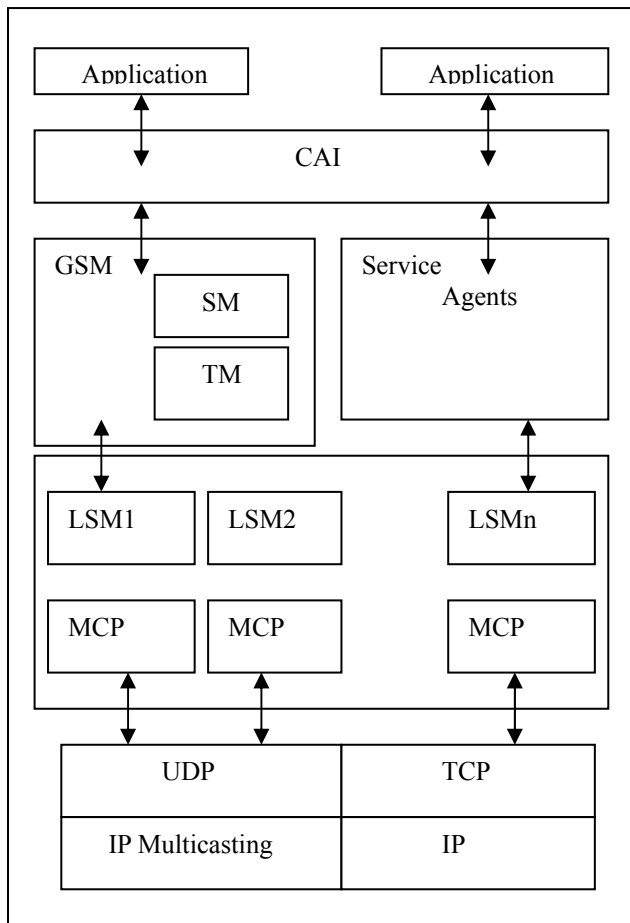 Application Application
CAI
GSM
SM
TM
Service
Agents
LSM1 LSM2 LSMn
MCP MCP MCP
UDP TCP
IP Multicasting IP